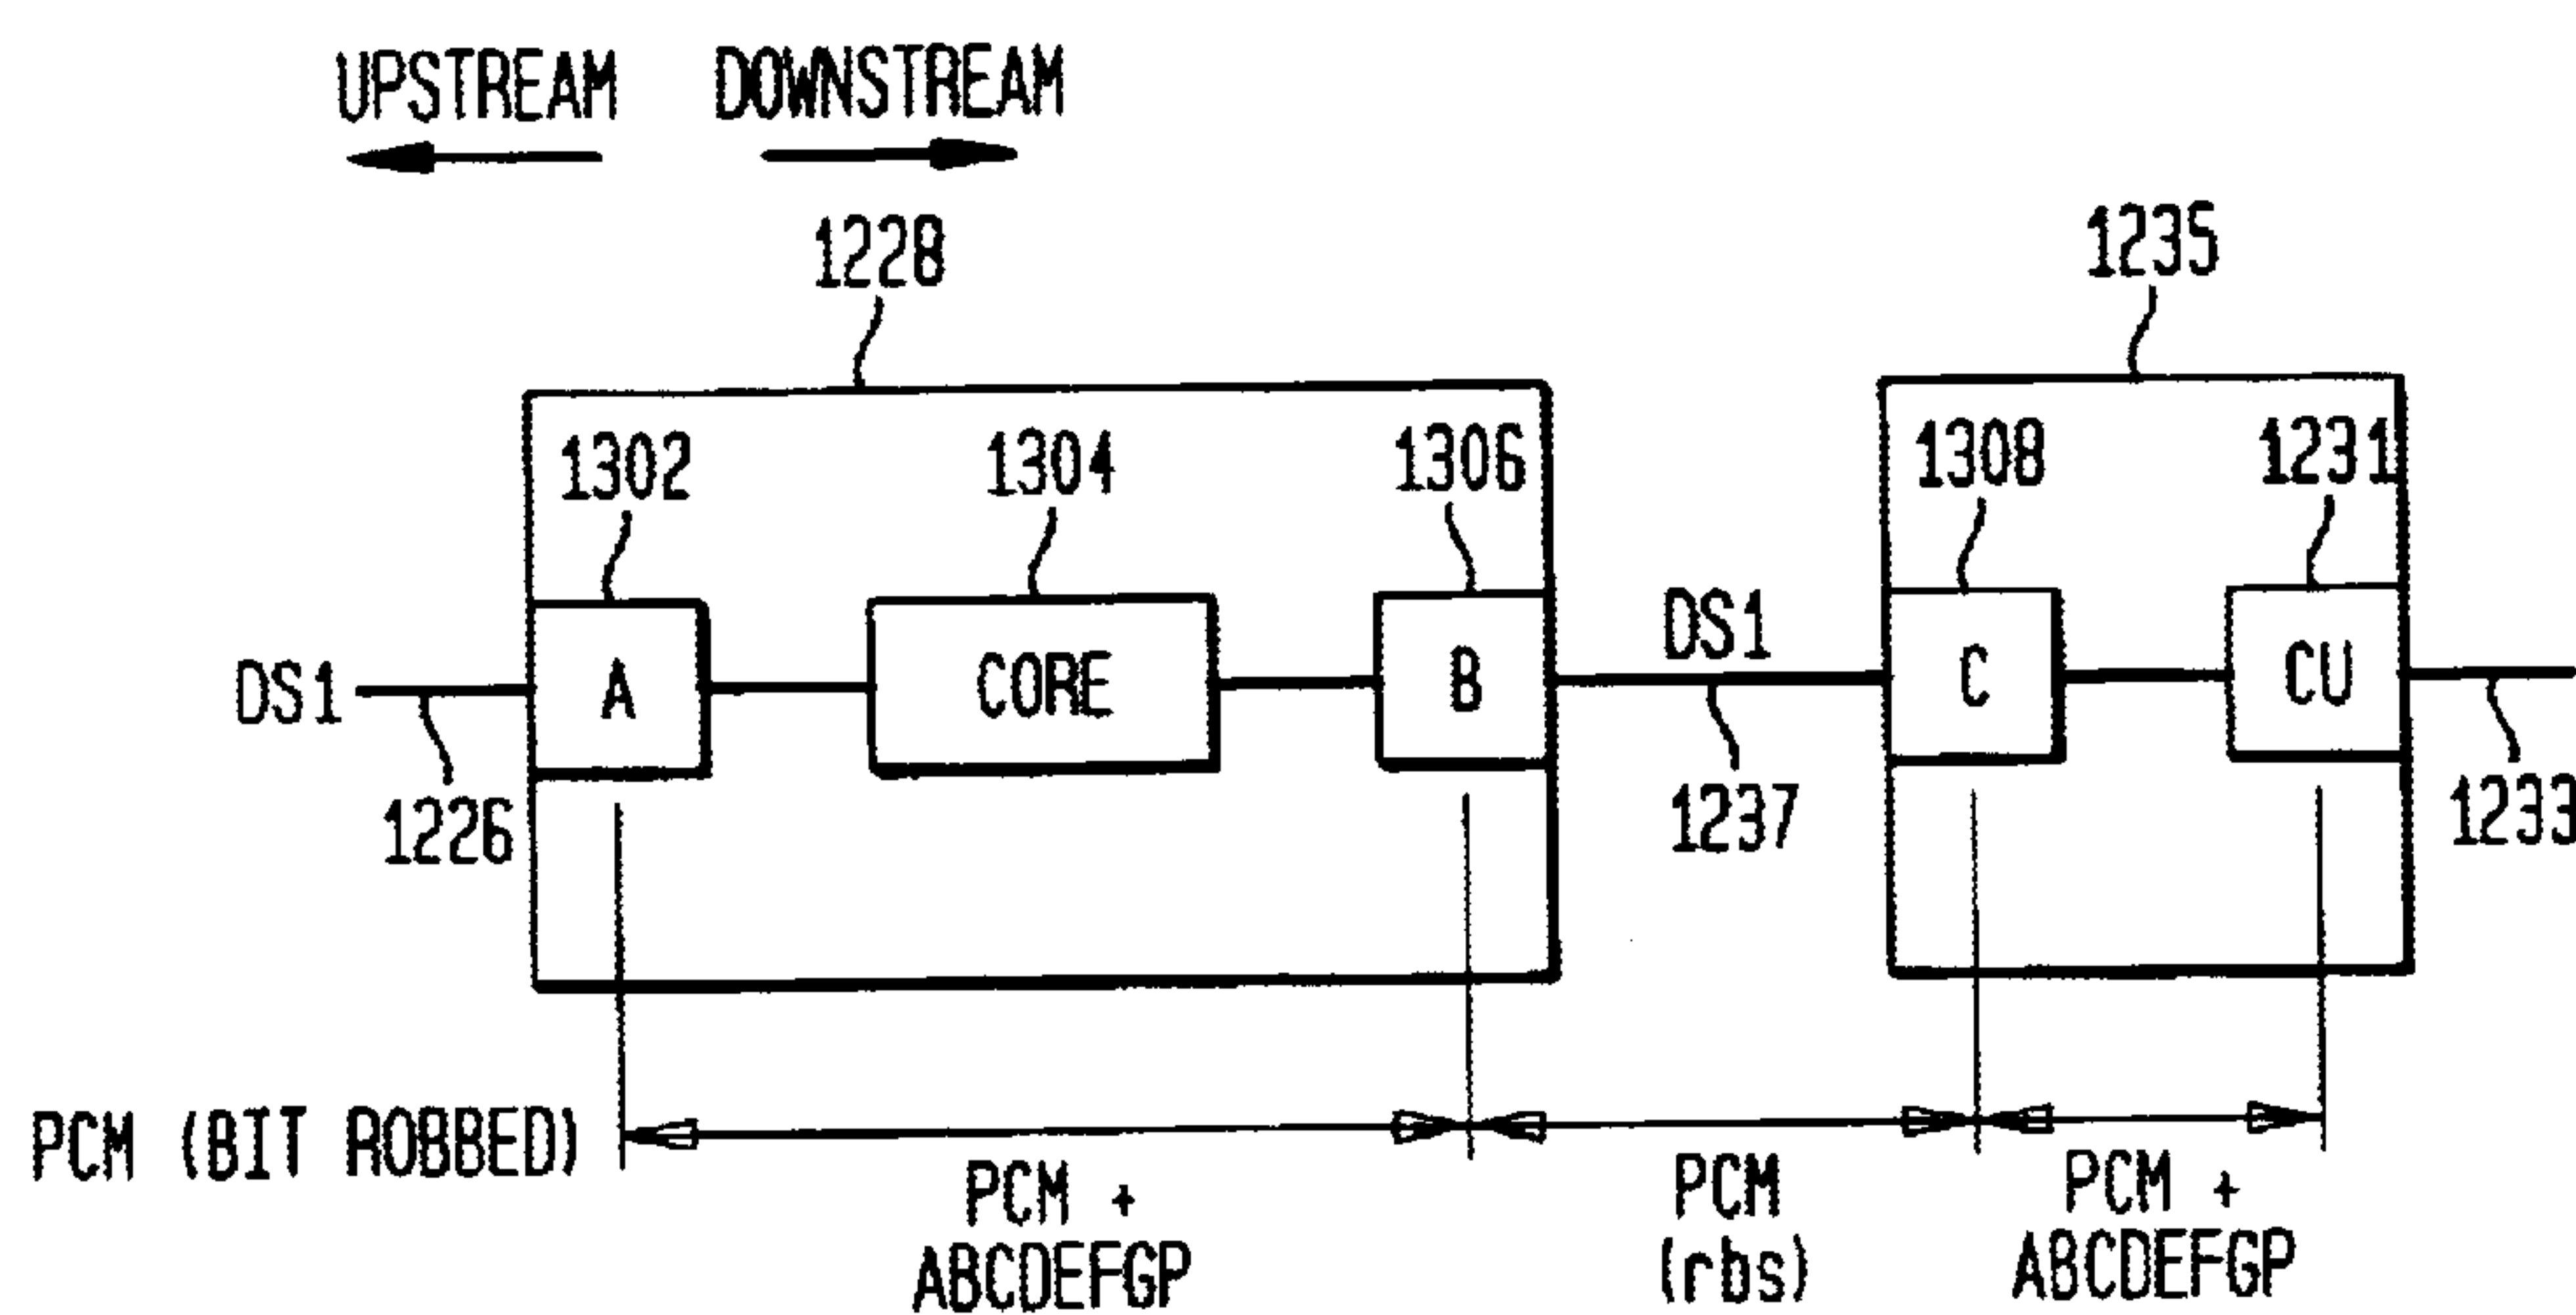 UPSTREAM DOWNSTREAM
1228
1235
1302 1304 1306 1308 1231
DS1 A CORE B DS1 C CU
1226 1237 1233
PCM (BIT ROBBED)
PCM +
ABCDEFGP
PCM
(rbs)
PCM +
ABCDEFGP